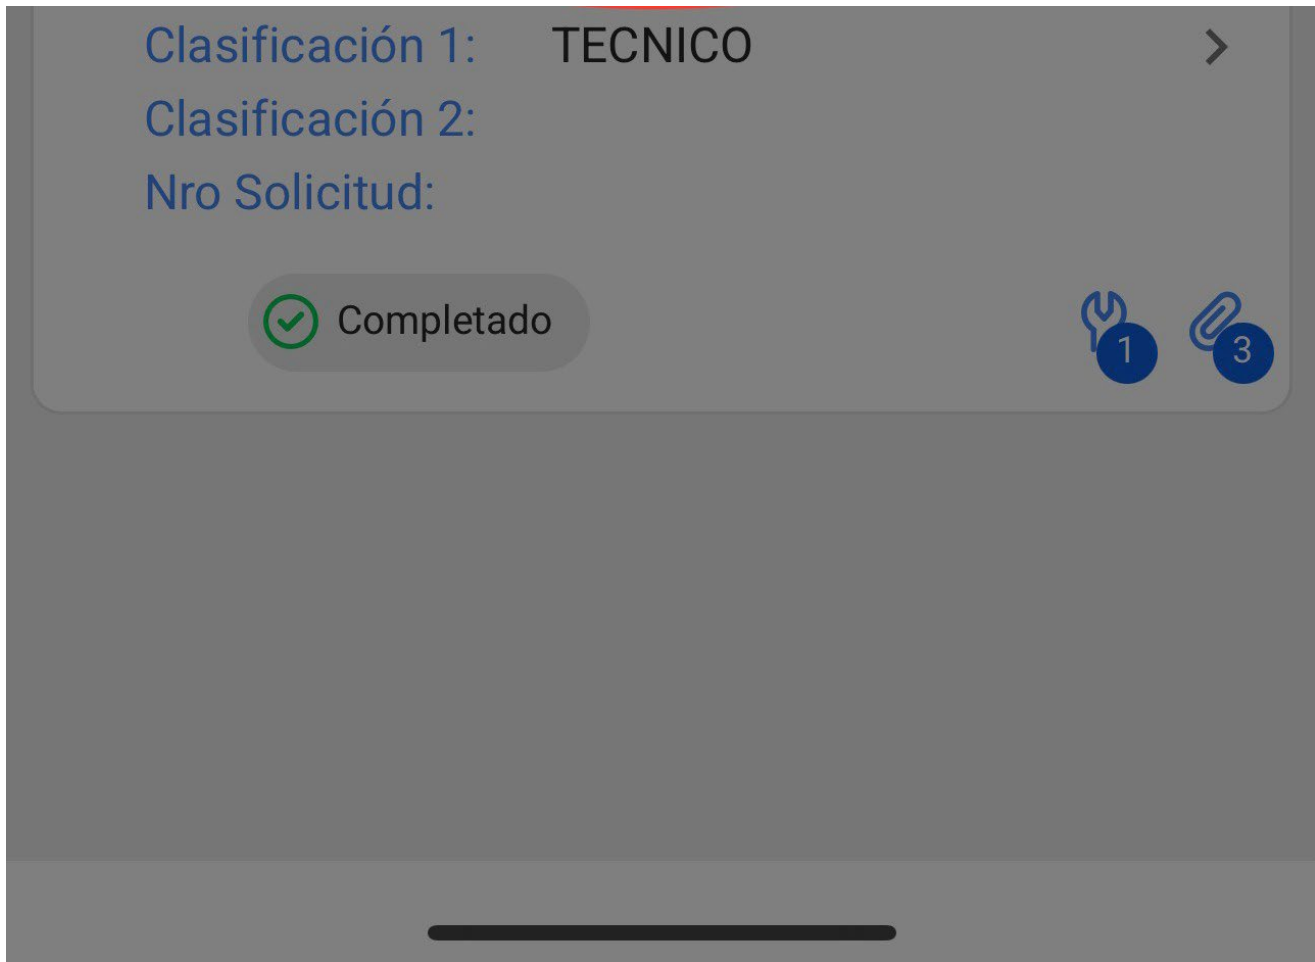 Clasificación 1: TECNICO
Clasificación 2:
Nro Solicitud:
Completado
1 3